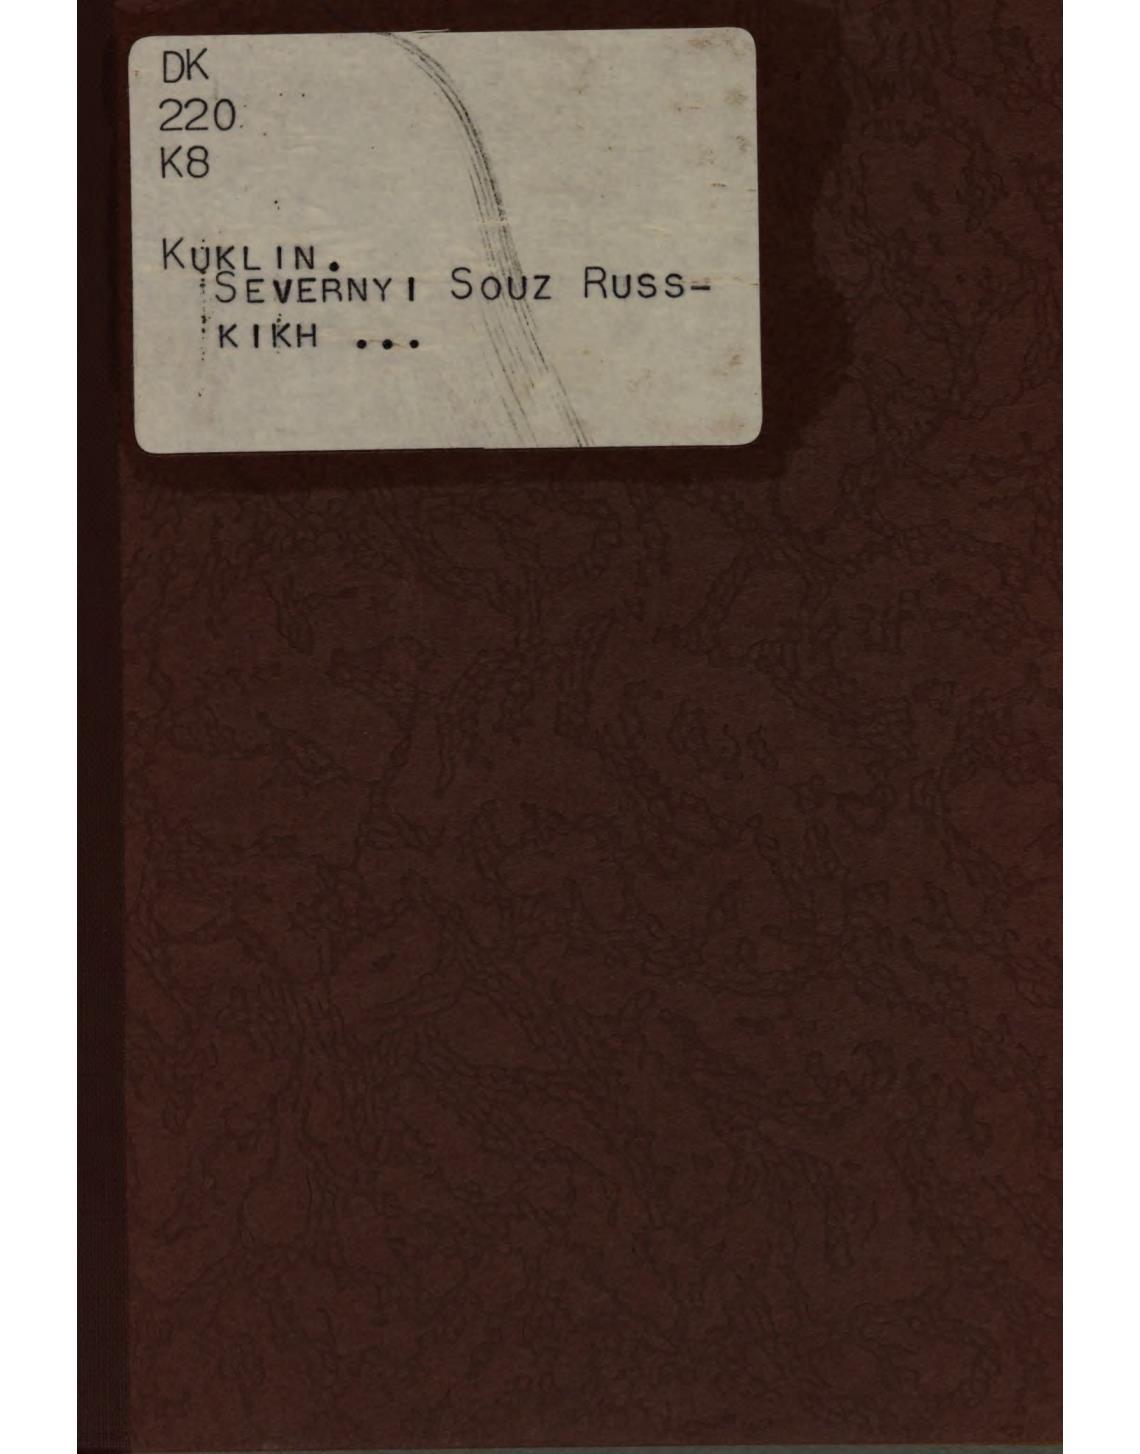 DK
220
K8
KUKLIN.
SEVERNYI SOUZ RUSS-
KIKH ...